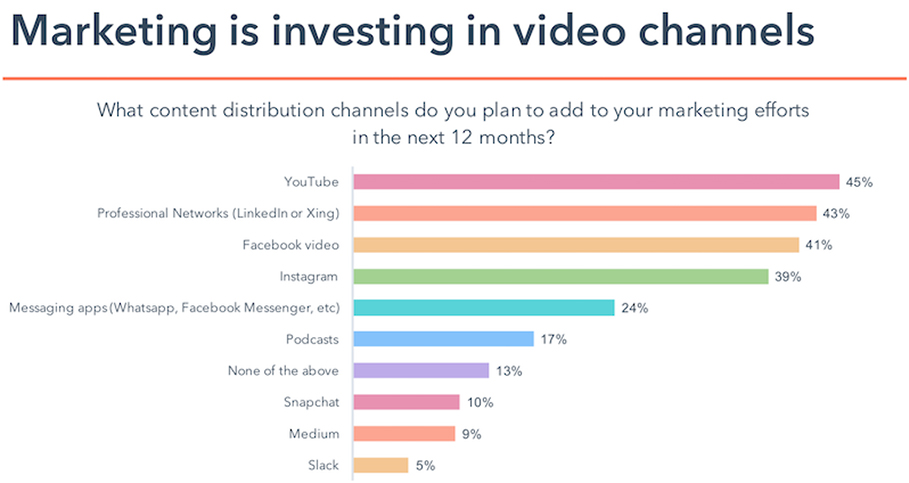 Marketing is investing in video channels
What content distribution channels do you plan to add to your marketing efforts
in the next 12 months?
YouTube 45%
Professional Networks (LinkedIn or Xing) 43%
Facebook video 41%
Instagram 39%
Messaging apps (Whatsapp, Facebook Messenger, etc) 24%
Podcasts 17%
None of the above 13%
Snapchat 10%
Medium 9%
Slack 5%